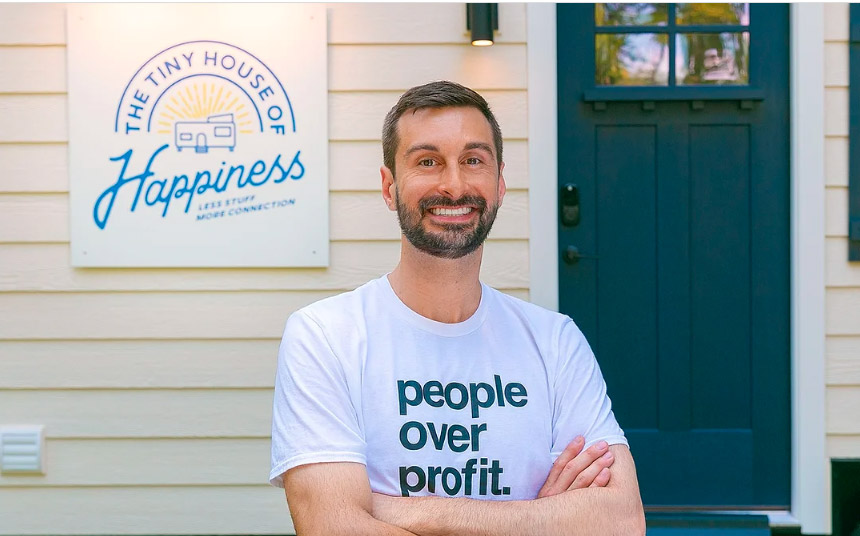 THE TINY HOUSE OF
Happiness
LESS STUFF
MORE CONNECTION
people
over
profit.